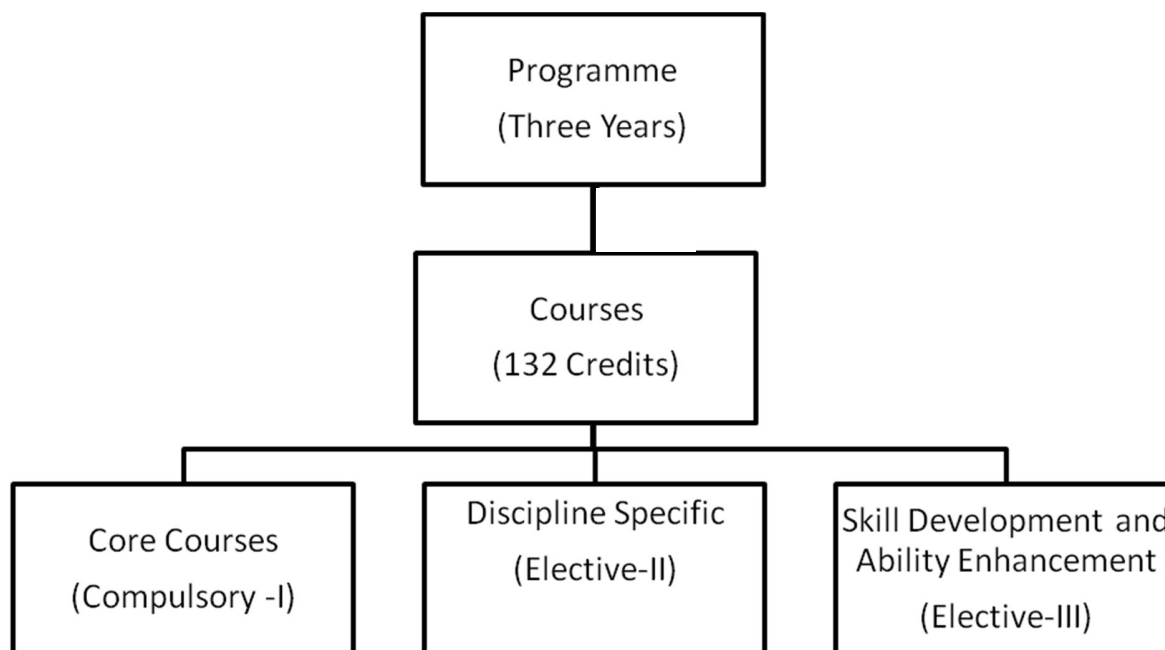 Programme
(Three Years)
Courses
(132 Credits)
Core Courses
(Compulsory -I)
Discipline Specific
(Elective-II)
Skill Development and
Ability Enhancement
(Elective-III)